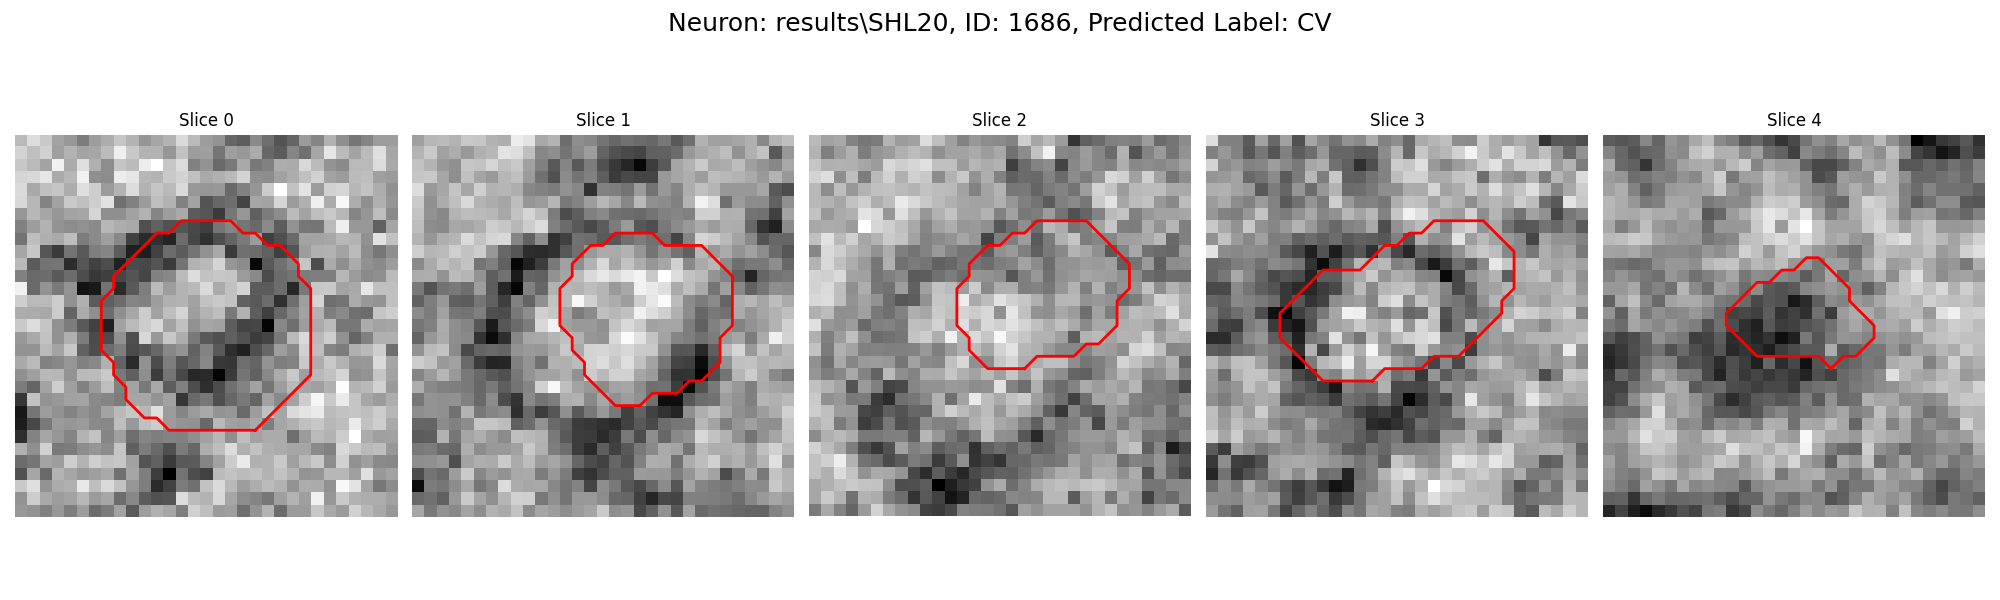 Neuron: results\SHL20, ID: 1686, Predicted Label: CV
Slice 0
Slice 1
Slice 2
Slice 3
Slice 4